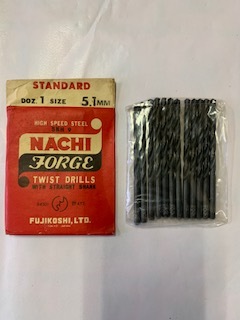 STANDARD
DOZ. 1 SIZE 5.1MM
HIGH SPEED STEEL
NACHI
FORGE
TWIST DRILLS
WITH STRAIGHT SHANK
FUJIKOSHI, LTD.